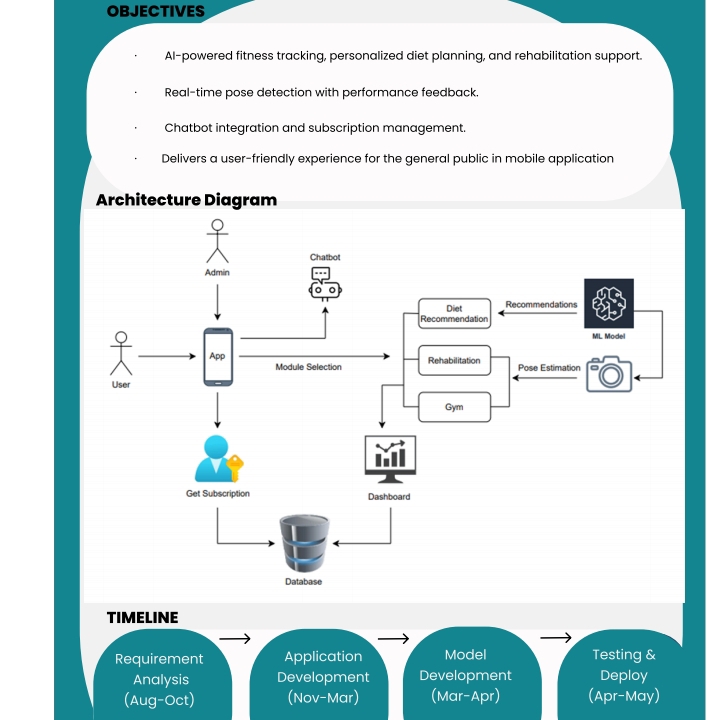 OBJECTIVES
· AI-powered fitness tracking, personalized diet planning, and rehabilitation support.
· Real-time pose detection with performance feedback.
· Chatbot integration and subscription management.
· Delivers a user-friendly experience for the general public in mobile application
Architecture Diagram
Admin
Chatbot
Diet
Recommendation
Recommendations
ML Model
User
App
Module Selection
Rehabilitation
Pose Estimation
Gym
Get Subscription
Dashboard
Database
TIMELINE
Requirement
Analysis
(Aug-Oct)
Application
Development
(Nov-Mar)
Model
Development
(Mar-Apr)
Testing &
Deploy
(Apr-May)